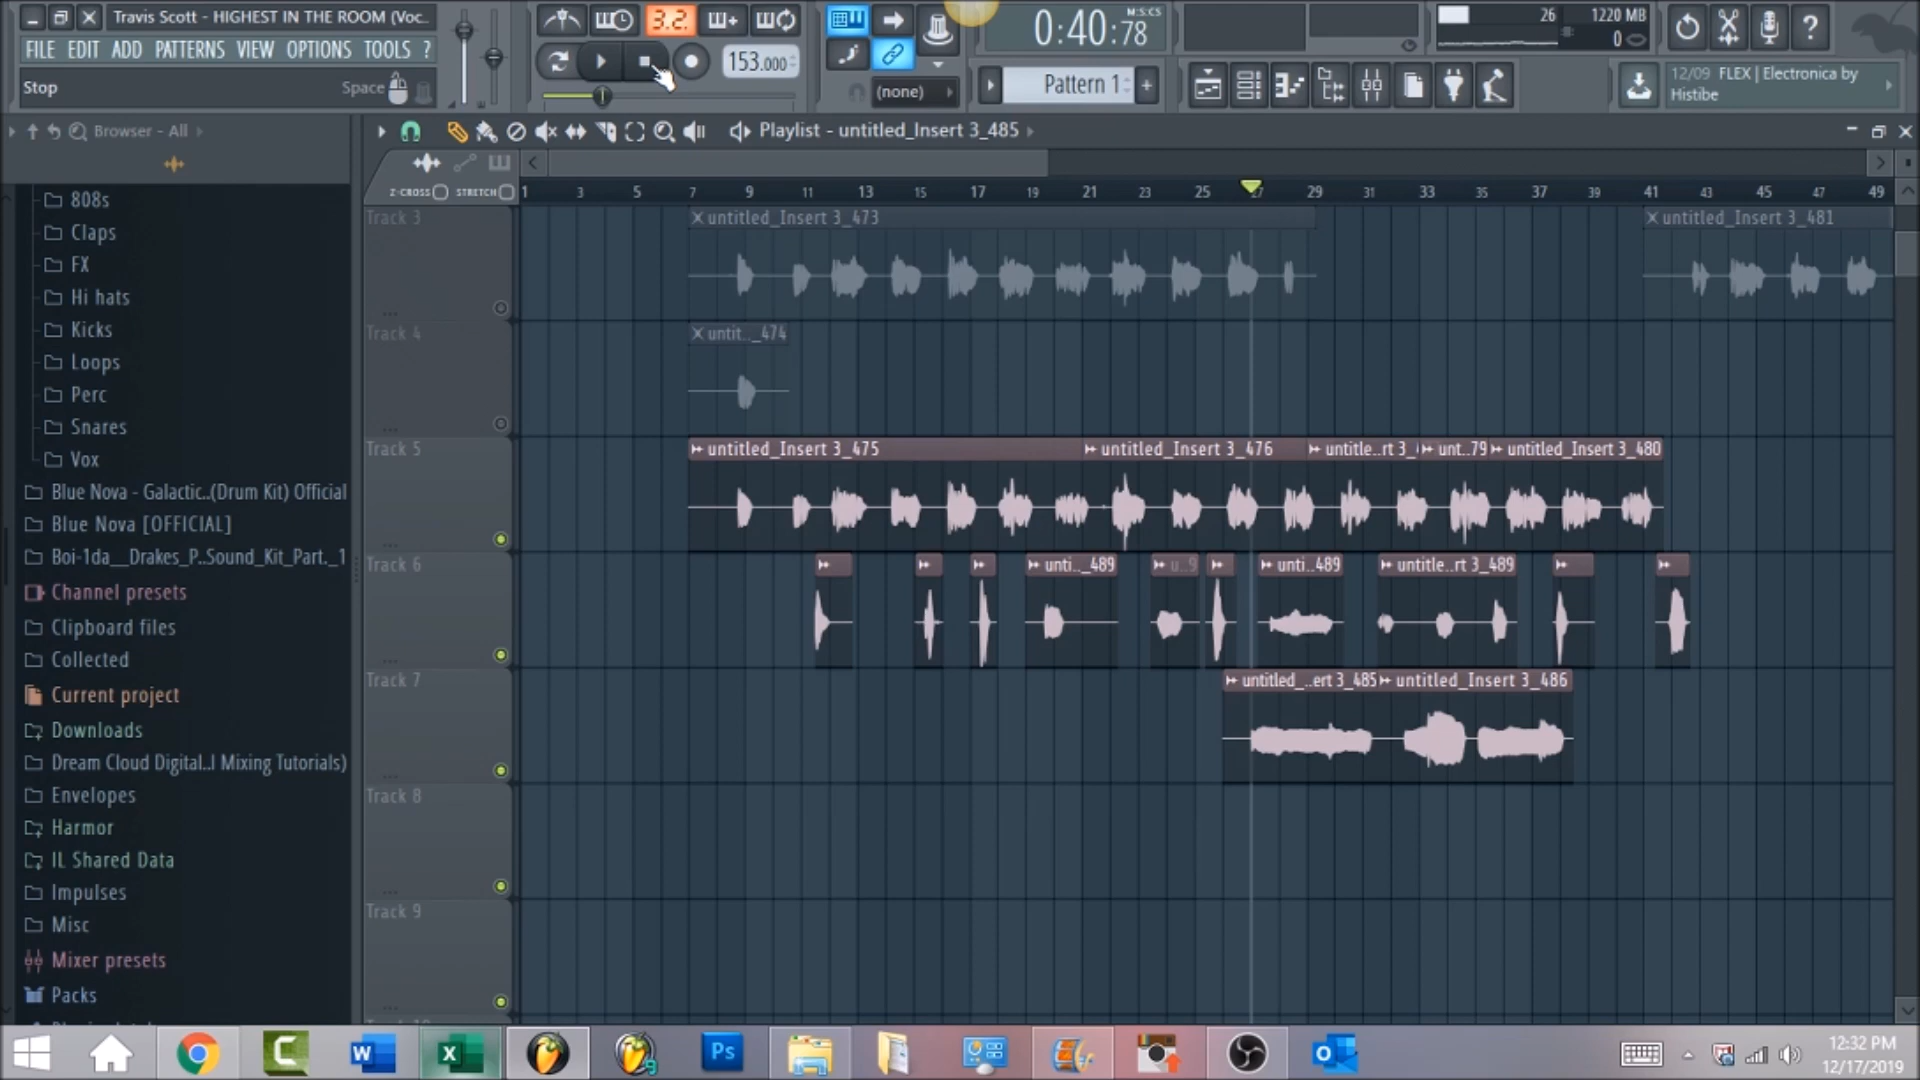 Travis Scott - HIGHEST IN THE ROOM (Voc..
FILE EDIT ADD PATTERNS VIEW OPTIONS TOOLS ?
Stop Space
3.2.
153.000
(none)
0:40:78
M:S:CS
Pattern 1
+
26
1220 MB
0
12/09 FLEX | Electronica by
Histibe
Browser - All
Playlist - untitled_Insert 3_485
Z-CROSS STRETCH
1 3 5 7 9 11 13 15 17 19 21 23 25 27 29 31 33 35 37 39 41 43 45 47 49
808s
Claps
FX
Hi hats
Kicks
Loops
Perc
Snares
Vox
Blue Nova - Galactic..(Drum Kit) Official
Blue Nova [OFFICIAL]
Boi-1da__Drakes_P..Sound_Kit_Part._1
Channel presets
Clipboard files
Collected
Current project
Downloads
Dream Cloud Digital..l Mixing Tutorials)
Envelopes
Harmor
IL Shared Data
Impulses
Misc
Mixer presets
Packs
Track 3
untitled_Insert 3_473
untitled_Insert 3_481
Track 4
untit.._474
Track 5
untitled_Insert 3_475
untitled_Insert 3_476
untitle..rt 3_
unt..79
untitled_Insert 3_480
Track 6
unti.._489
u..9
unti..489
untitle..rt 3_489
Track 7
untitled_..ert 3_485
untitled_Insert 3_486
Track 8
Track 9
12:32 PM
12/17/2019